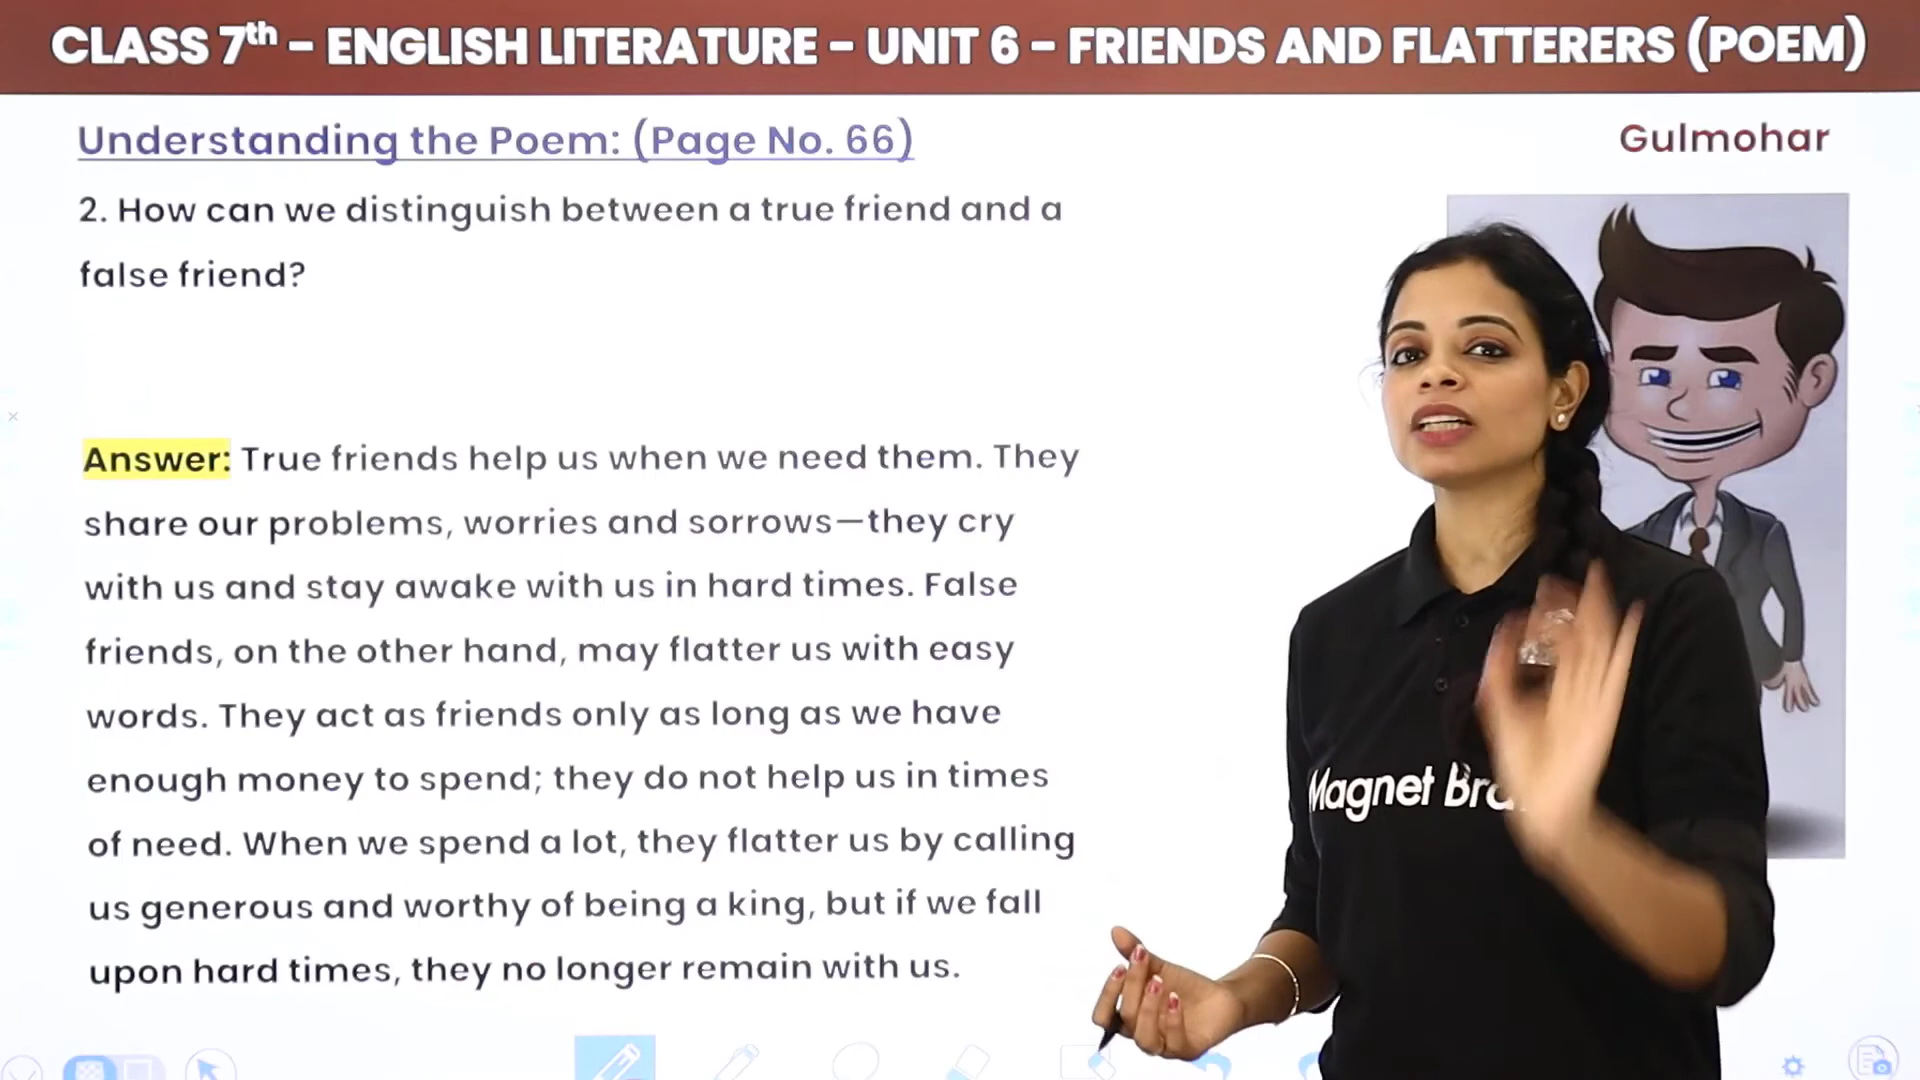 CLASS 7th – ENGLISH LITERATURE – UNIT 6 – FRIENDS AND FLATTERERS (POEM)
Understanding the Poem: (Page No. 66)
Gulmohar
2. How can we distinguish between a true friend and a
false friend?
Answer: True friends help us when we need them. They
share our problems, worries and sorrows—they cry
with us and stay awake with us in hard times. False
friends, on the other hand, may flatter us with easy
words. They act as friends only as long as we have
enough money to spend; they do not help us in times
of need. When we spend a lot, they flatter us by calling
us generous and worthy of being a king, but if we fall
upon hard times, they no longer remain with us.
Magnet